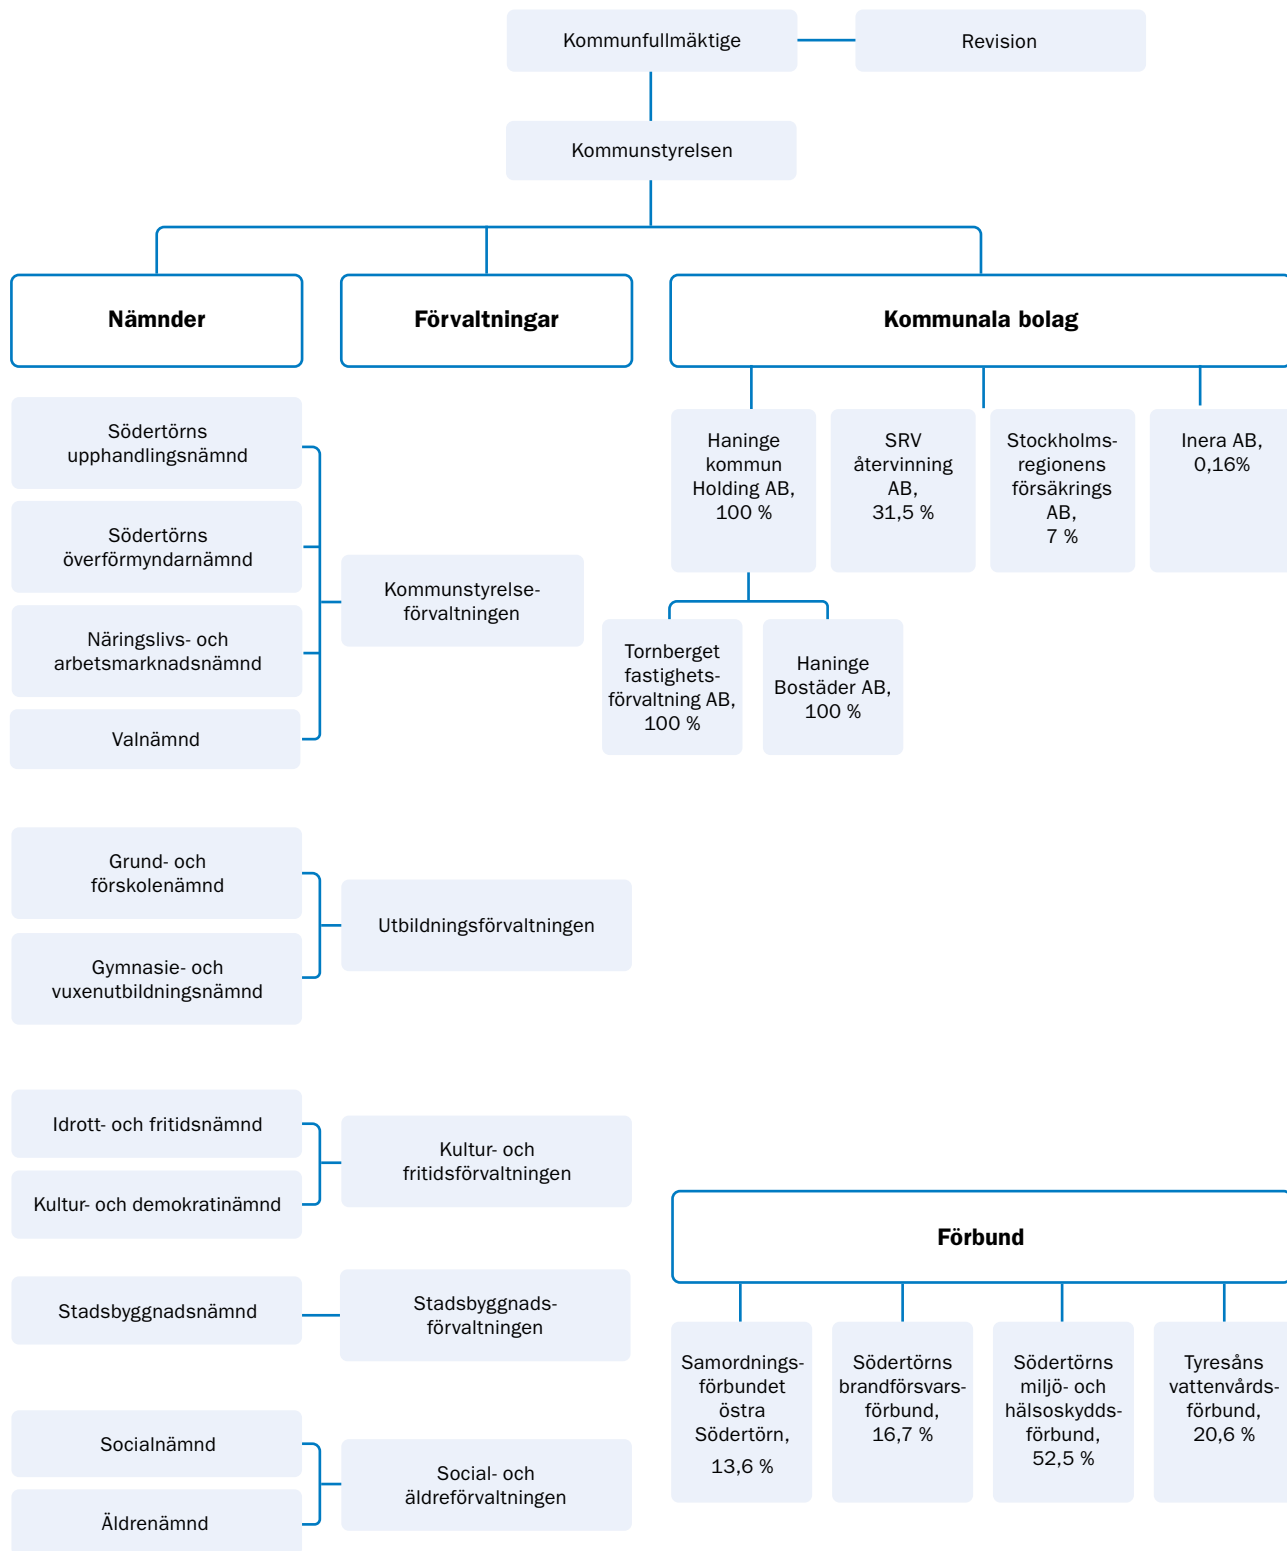 Kommunfullmäktige
Revision
Kommunstyrelsen
Nämnder
Förvaltningar
Kommunala bolag
Södertörns
upphandlingsnämnd
Södertörns
överförmyndarnämnd
Näringslivs- och
arbetsmarknadsnämnd
Valnämnd
Kommunstyrelse-
förvaltningen
Haninge
kommun
Holding AB,
100 %
SRV
återvinning
AB,
31,5 %
Stockholms-
regionens
försäkrings
AB,
7 %
Inera AB,
0,16%
Tornberget
fastighets-
förvaltning AB,
100 %
Haninge
Bostäder AB,
100 %
Grund- och
förskolenämnd
Gymnasie- och
vuxenutbildningsnämnd
Utbildningsförvaltningen
Idrott- och fritidsnämnd
Kultur- och demokratinämnd
Kultur- och
fritidsförvaltningen
Stadsbyggnadsnämnd
Stadsbyggnads-
förvaltningen
Socialnämnd
Äldrenämnd
Social- och
äldreförvaltningen
Förbund
Samordnings-
förbundet
östra
Södertörn,
13,6 %
Södertörns
brandförsvars-
förbund,
16,7 %
Södertörns
miljö- och
hälsoskydds-
förbund,
52,5 %
Tyresåns
vattenvårds-
förbund,
20,6 %